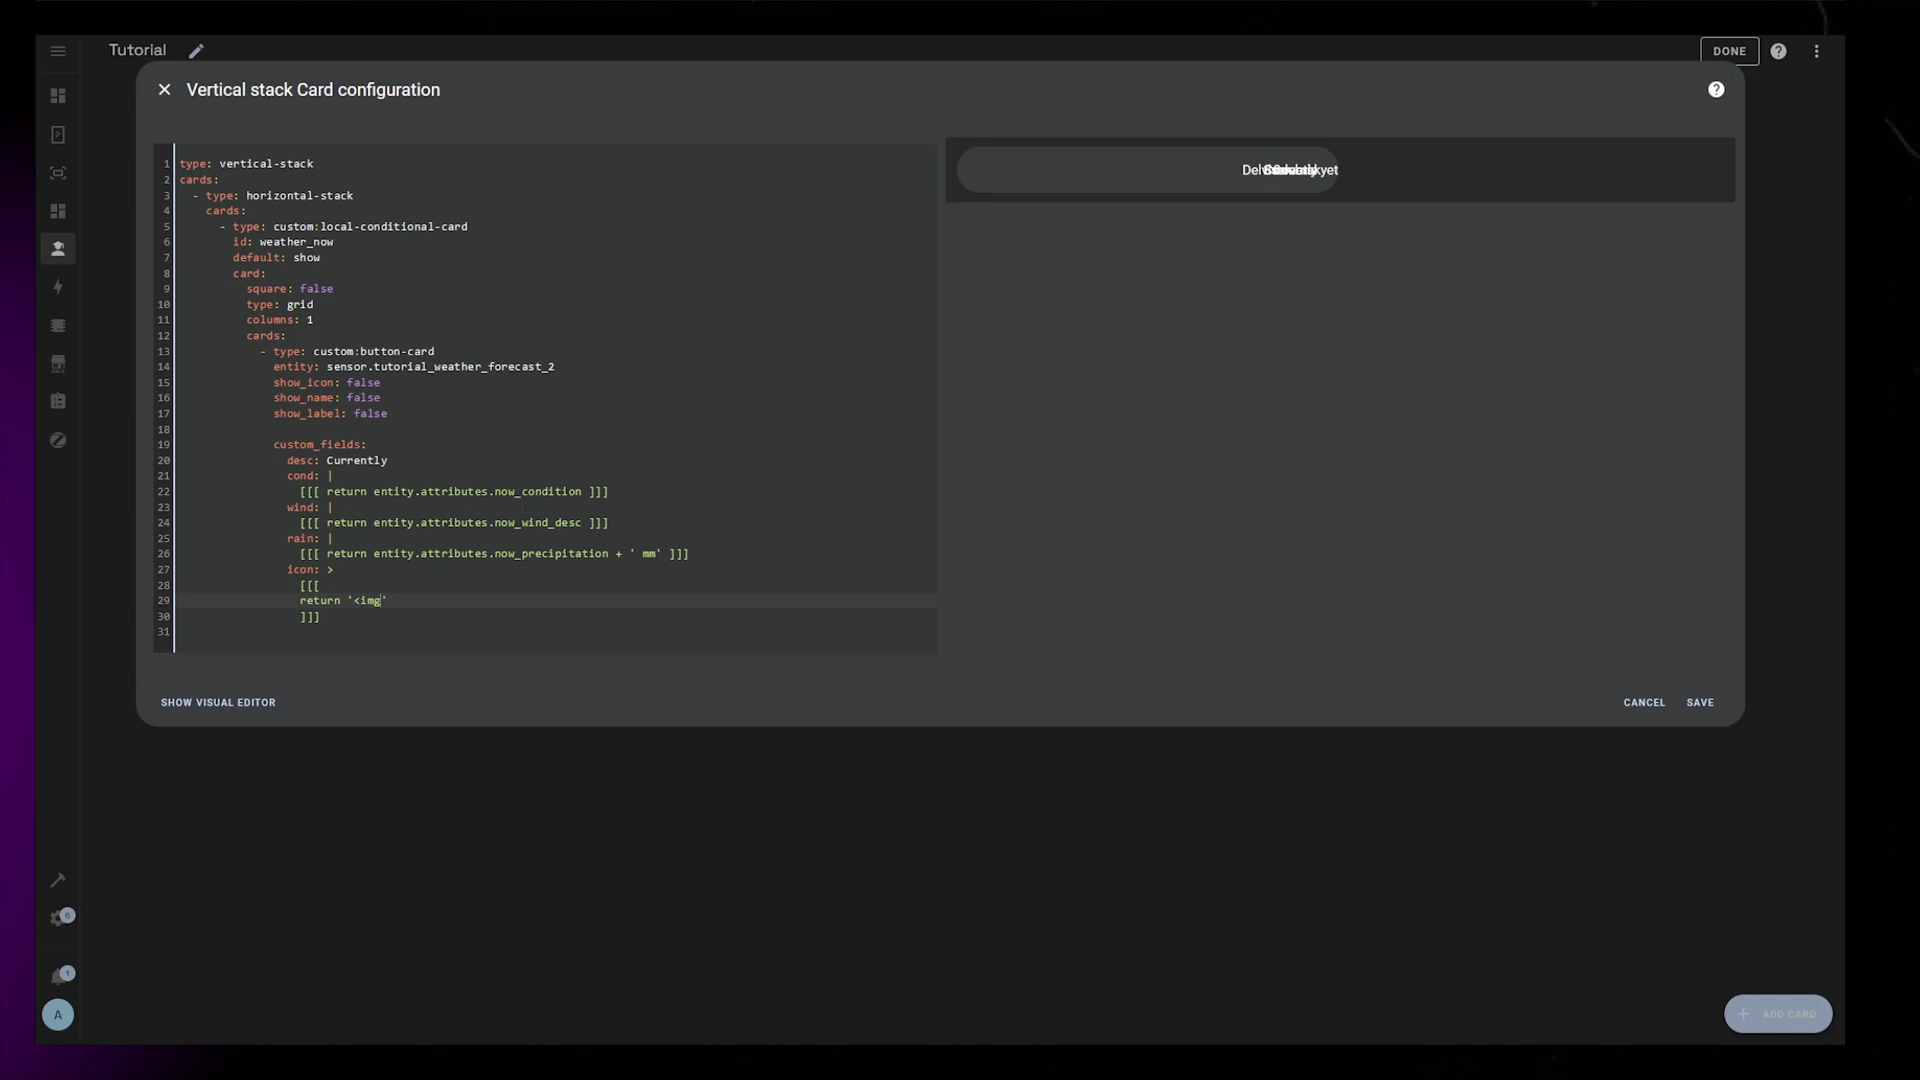 Tutorial
DONE
Vertical stack Card configuration
1 type: vertical-stack
2 cards:
3 - type: horizontal-stack
4 cards:
5 - type: custom:local-conditional-card
6 id: weather_now
7 default: show
8 card:
9 square: false
10 type: grid
11 columns: 1
12 cards:
13 - type: custom:button-card
14 entity: sensor.tutorial_weather_forecast_2
15 show_icon: false
16 show_name: false
17 show_label: false
18
19 custom_fields:
20 desc: Currently
21 cond: |
22 [[[ return entity.attributes.now_condition ]]]
23 wind: |
24 [[[ return entity.attributes.now_wind_desc ]]]
25 rain: |
26 [[[ return entity.attributes.now_precipitation + ' mm' ]]]
27 icon: >
28 [[[
29 return '<img'
30 ]]]
31
SHOW VISUAL EDITOR
CANCEL
SAVE
6
1
A
+ ADD CARD